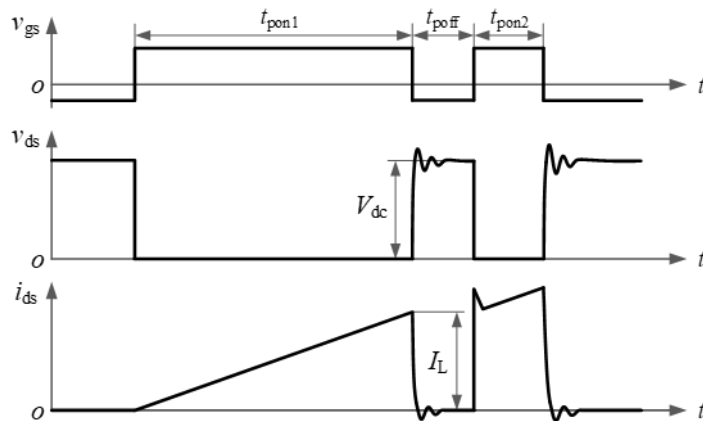 v_gs t_pon1 t_poff t_pon2
o t
v_ds
V_dc
o t
i_ds
I_L
o t